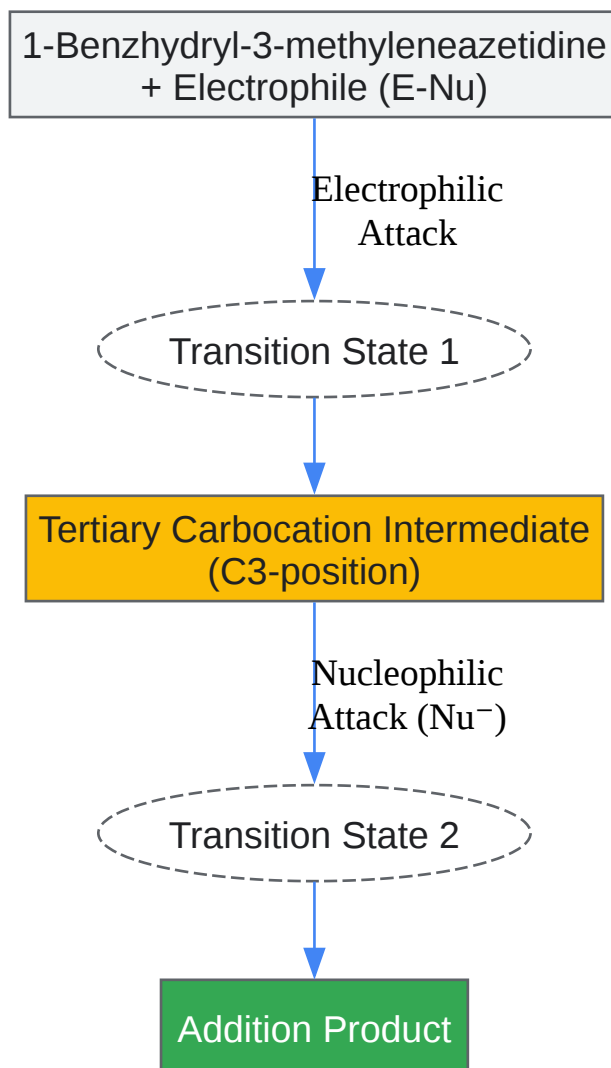 1-Benzhydryl-3-methyleneazetidine
+ Electrophile (E-Nu)
Electrophilic
Attack
Transition State 1
Tertiary Carbocation Intermediate
(C3-position)
Nucleophilic
Attack (Nu⁻)
Transition State 2
Addition Product